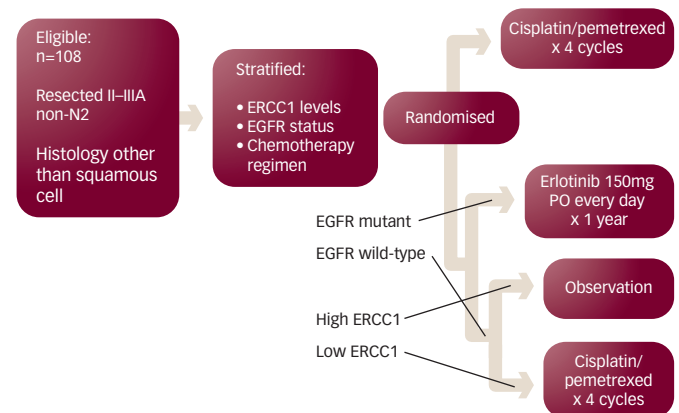 Eligible:
n=108
Resected II–IIIA
non-N2
Histology other
than squamous
cell
Stratified:
• ERCC1 levels
• EGFR status
• Chemotherapy
regimen
Randomised
Cisplatin/pemetrexed
x 4 cycles
EGFR mutant
EGFR wild-type
High ERCC1
Low ERCC1
Erlotinib 150mg
PO every day
x 1 year
Observation
Cisplatin/
pemetrexed
x 4 cycles